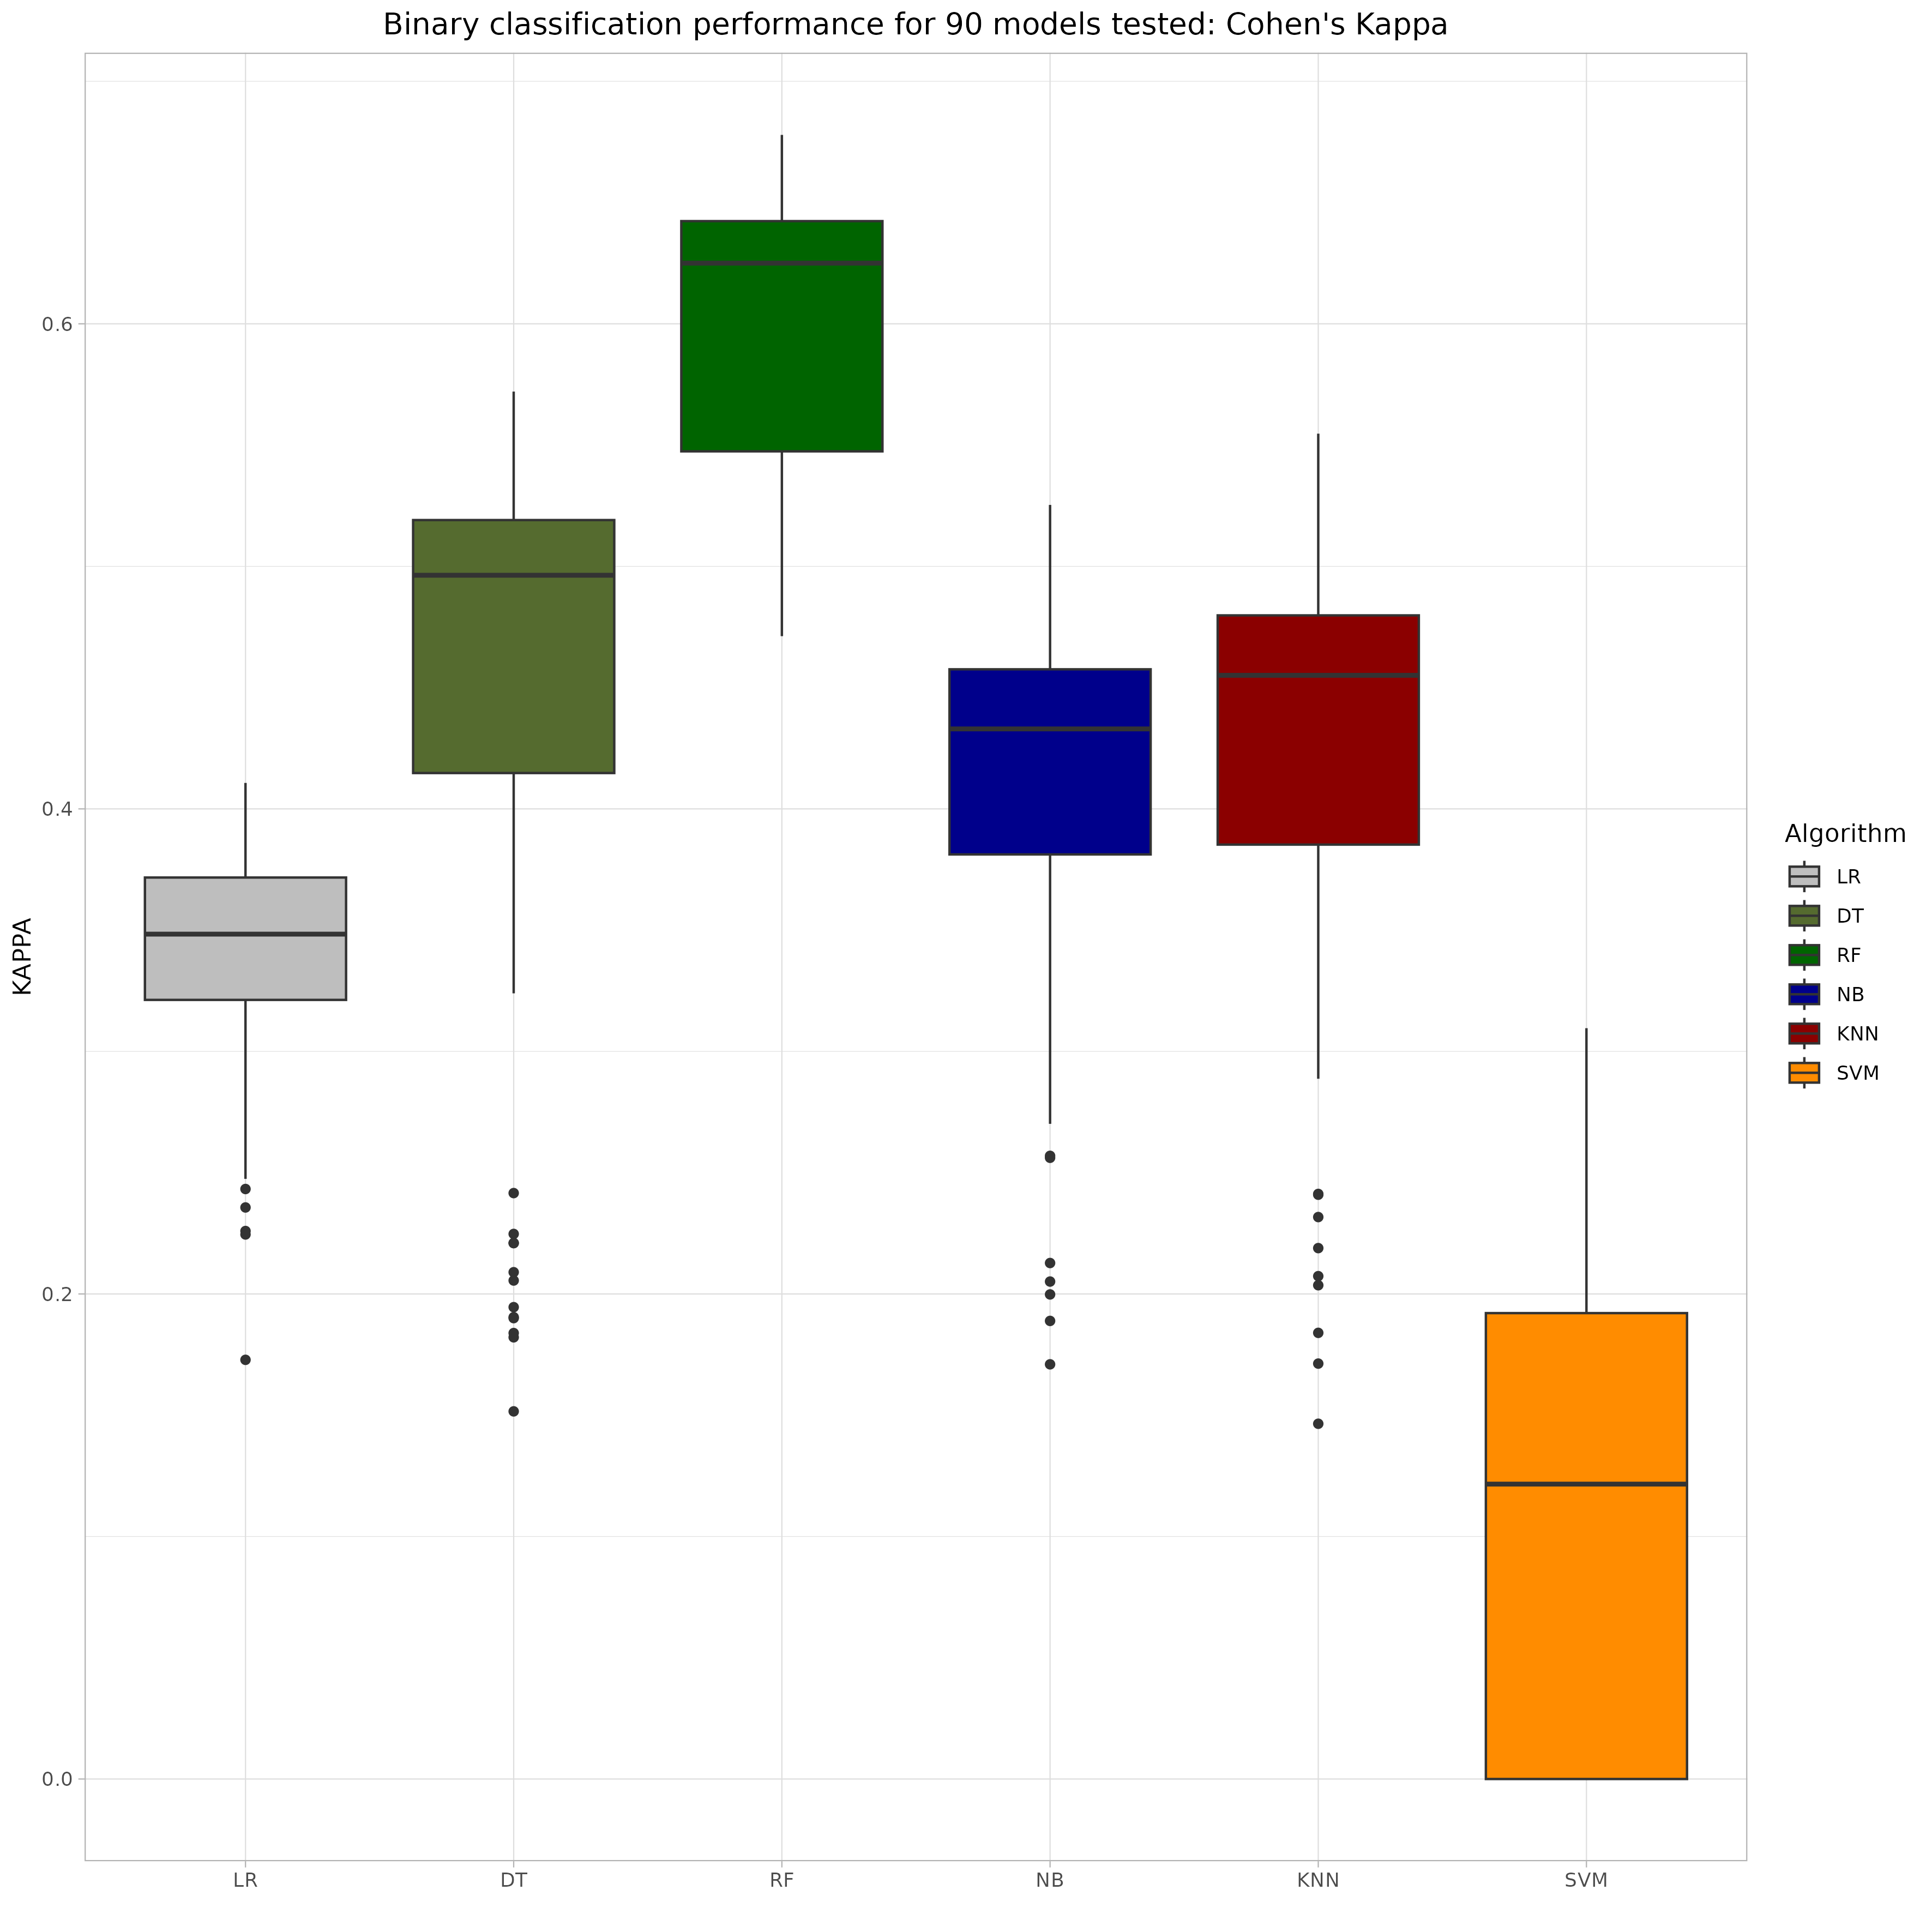 Binary classification performance for 90 models tested: Cohen's Kappa
KAPPA
0.6
0.4
0.2
0.0
LR
DT
RF
NB
KNN
SVM
Algorithm
LR
DT
RF
NB
KNN
SVM